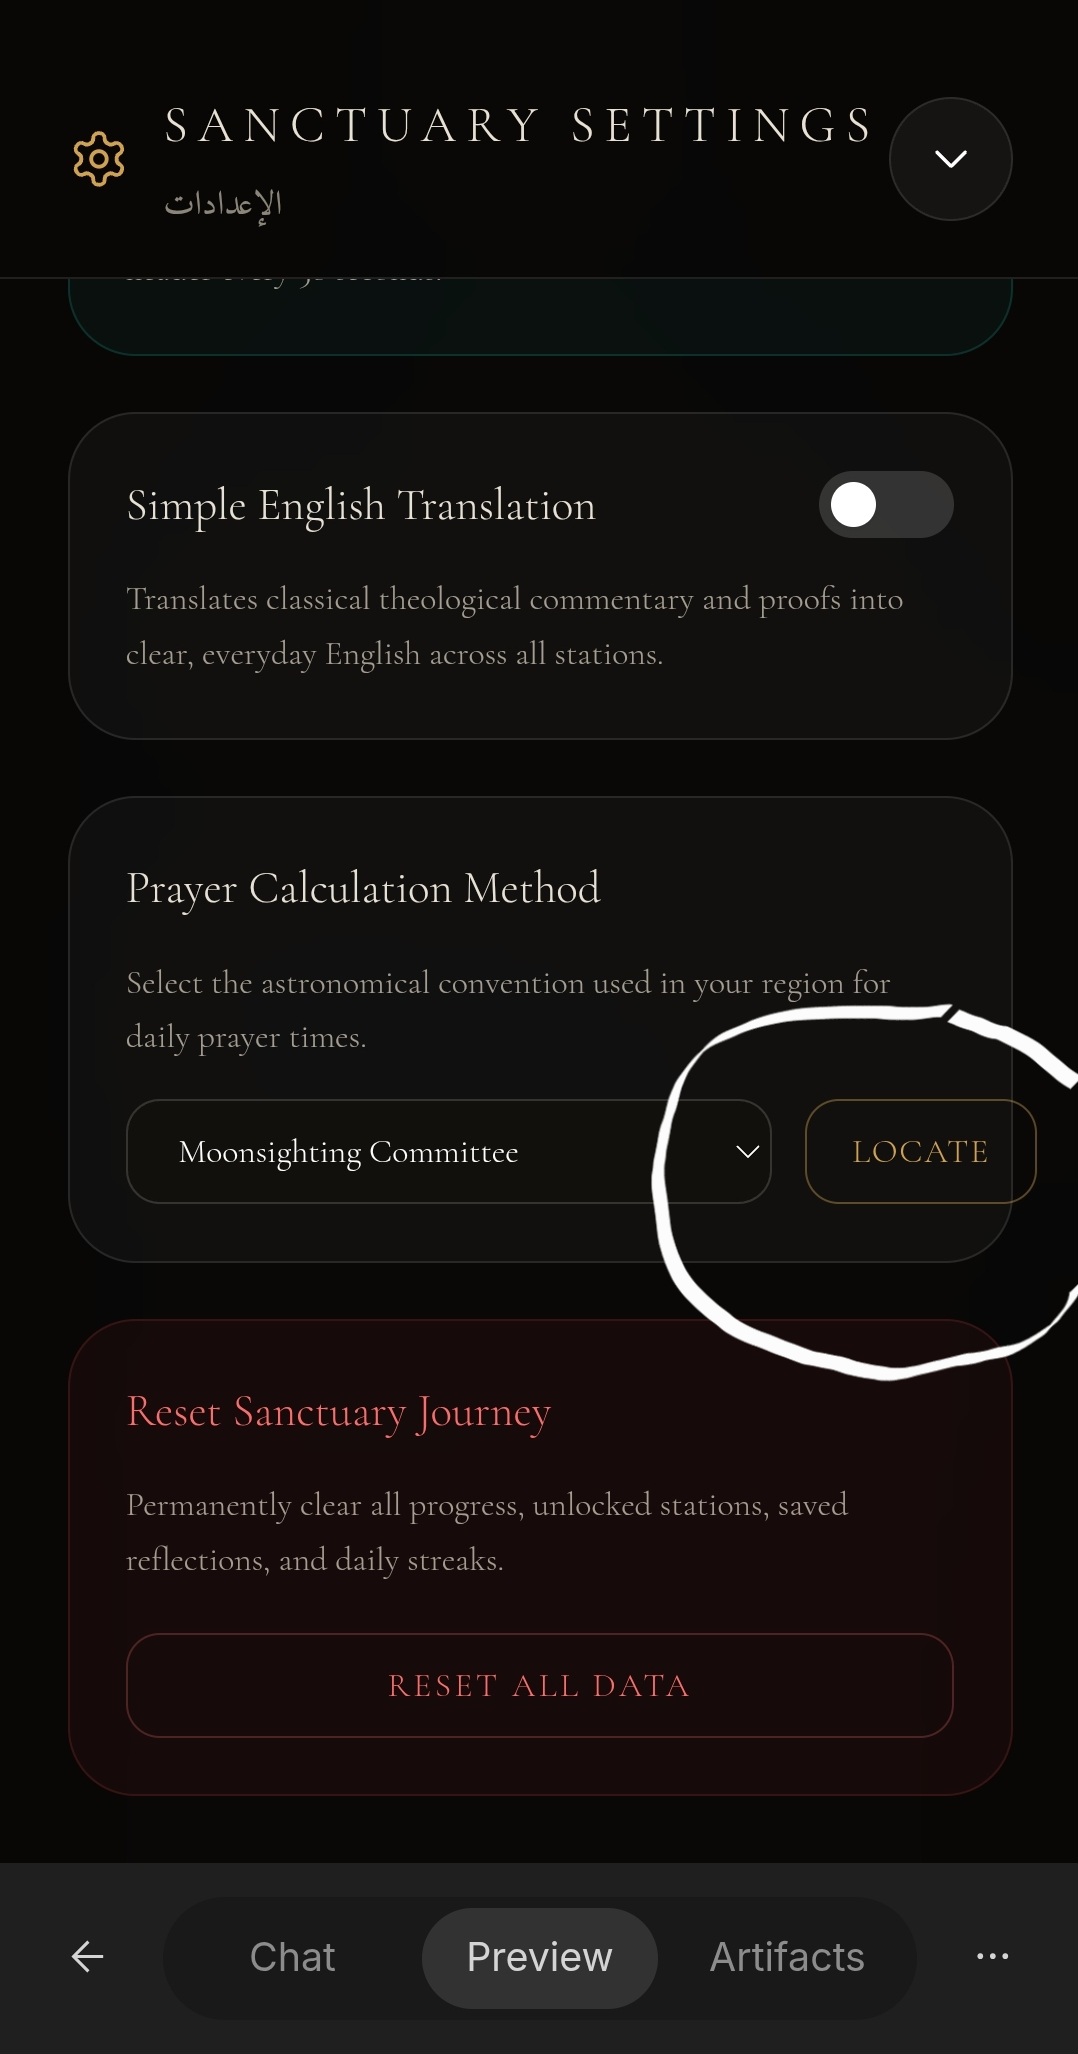 SANCTUARY SETTINGS
الإعدادات
Simple English Translation
Translates classical theological commentary and proofs into
clear, everyday English across all stations.
Prayer Calculation Method
Select the astronomical convention used in your region for
daily prayer times.
Moonsighting Committee
LOCATE
Reset Sanctuary Journey
Permanently clear all progress, unlocked stations, saved
reflections, and daily streaks.
RESET ALL DATA
Chat
Preview
Artifacts